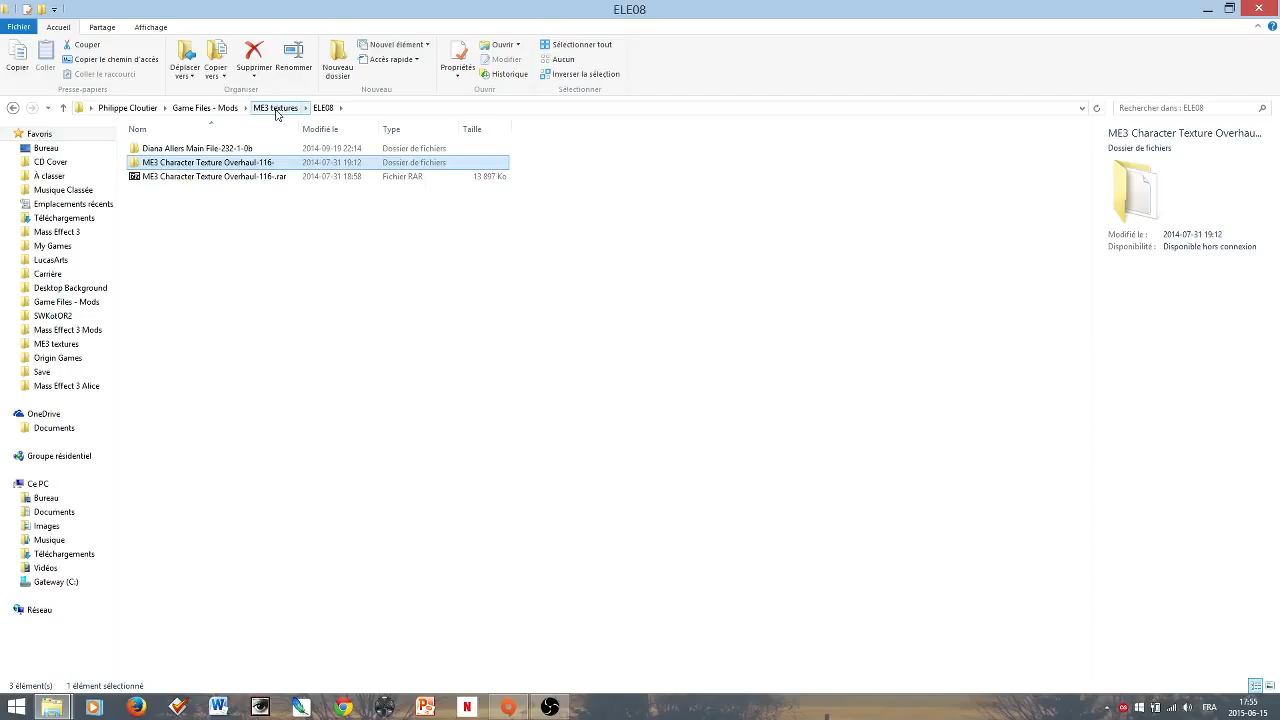 ELE08
Fichier Accueil Partage Affichage
Copier
Coller
Couper
Copier le chemin d'accès
Coller le raccourci
Presse-papiers
Déplacer vers
Copier vers
Supprimer
Renommer
Organiser
Nouveau dossier
Nouvel élément
Accès rapide
Nouveau
Propriétés
Ouvrir
Modifier
Historique
Ouvrir
Sélectionner tout
Aucun
Inverser la sélection
Sélectionner
Philippe Cloutier Game Files - Mods ME3 textures ELE08
Rechercher dans : ELE08
Favoris
Bureau
CD Cover
À classer
Musique Classée
Emplacements récents
Téléchargements
Mass Effect 3
My Games
LucasArts
Carrière
Desktop Background
Game Files - Mods
SWKotOR2
Mass Effect 3 Mods
ME3 textures
Origin Games
Save
Mass Effect 3 Alice
OneDrive
Documents
Groupe résidentiel
Ce PC
Bureau
Documents
Images
Musique
Téléchargements
Vidéos
Gateway (C:)
Réseau
Nom Modifié le Type Taille
Diana Allers Main File-232-1-0b 2014-09-19 22:14 Dossier de fichiers
ME3 Character Texture Overhaul-116- 2014-07-31 19:12 Dossier de fichiers
ME3 Character Texture Overhaul-116-.rar 2014-07-31 18:58 Fichier RAR 13 897 Ko
ME3 Character Texture Overhau...
Dossier de fichiers
Modifié le : 2014-07-31 19:12
Disponibilité : Disponible hors connexion
3 élément(s) 1 élément sélectionné
FRA
17:55
2015-06-15